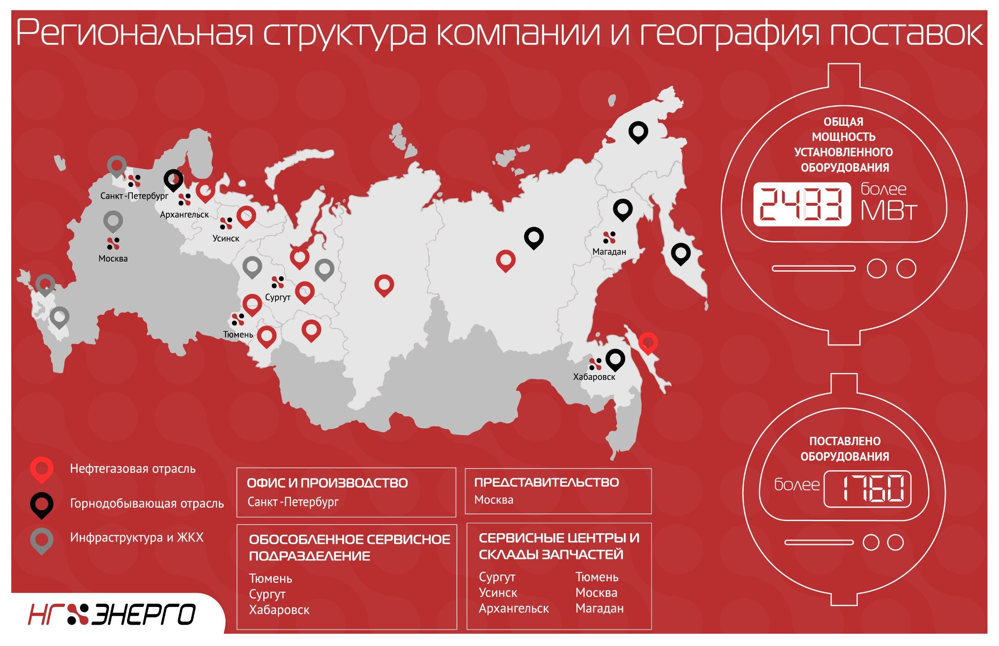 Региональная структура компании и география поставок
ОБЩАЯ
МОЩНОСТЬ
УСТАНОВЛЕННОГО
ОБОРУДОВАНИЯ
2433 более
МВт
Санкт-Петербург
Архангельск
Усинск
Москва
Магадан
Сургут
Тюмень
Хабаровск
ПОСТАВЛЕНО
ОБОРУДОВАНИЯ
более 1760
Нефтегазовая отрасль
Горнодобывающая отрасль
Инфраструктура и ЖКХ
ОФИС И ПРОИЗВОДСТВО
Санкт-Петербург
ПРЕДСТАВИТЕЛЬСТВО
Москва
ОБОСОБЛЕННОЕ СЕРВИСНОЕ
ПОДРАЗДЕЛЕНИЕ
Тюмень
Сургут
Хабаровск
СЕРВИСНЫЕ ЦЕНТРЫ И
СКЛАДЫ ЗАПЧАСТЕЙ
Сургут Тюмень
Усинск Москва
Архангельск Магадан
НГ ЭНЕРГО